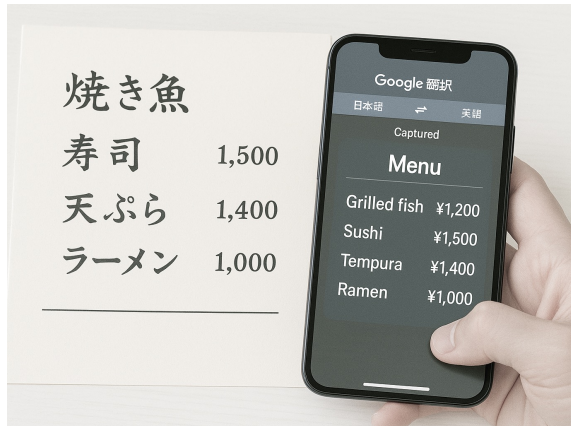 焼き魚
寿司 1,500
天ぷら 1,400
ラーメン 1,000
Google 翻訳
日本語 ⇌ 英語
Captured
Menu
Grilled fish ¥1,200
Sushi ¥1,500
Tempura ¥1,400
Ramen ¥1,000